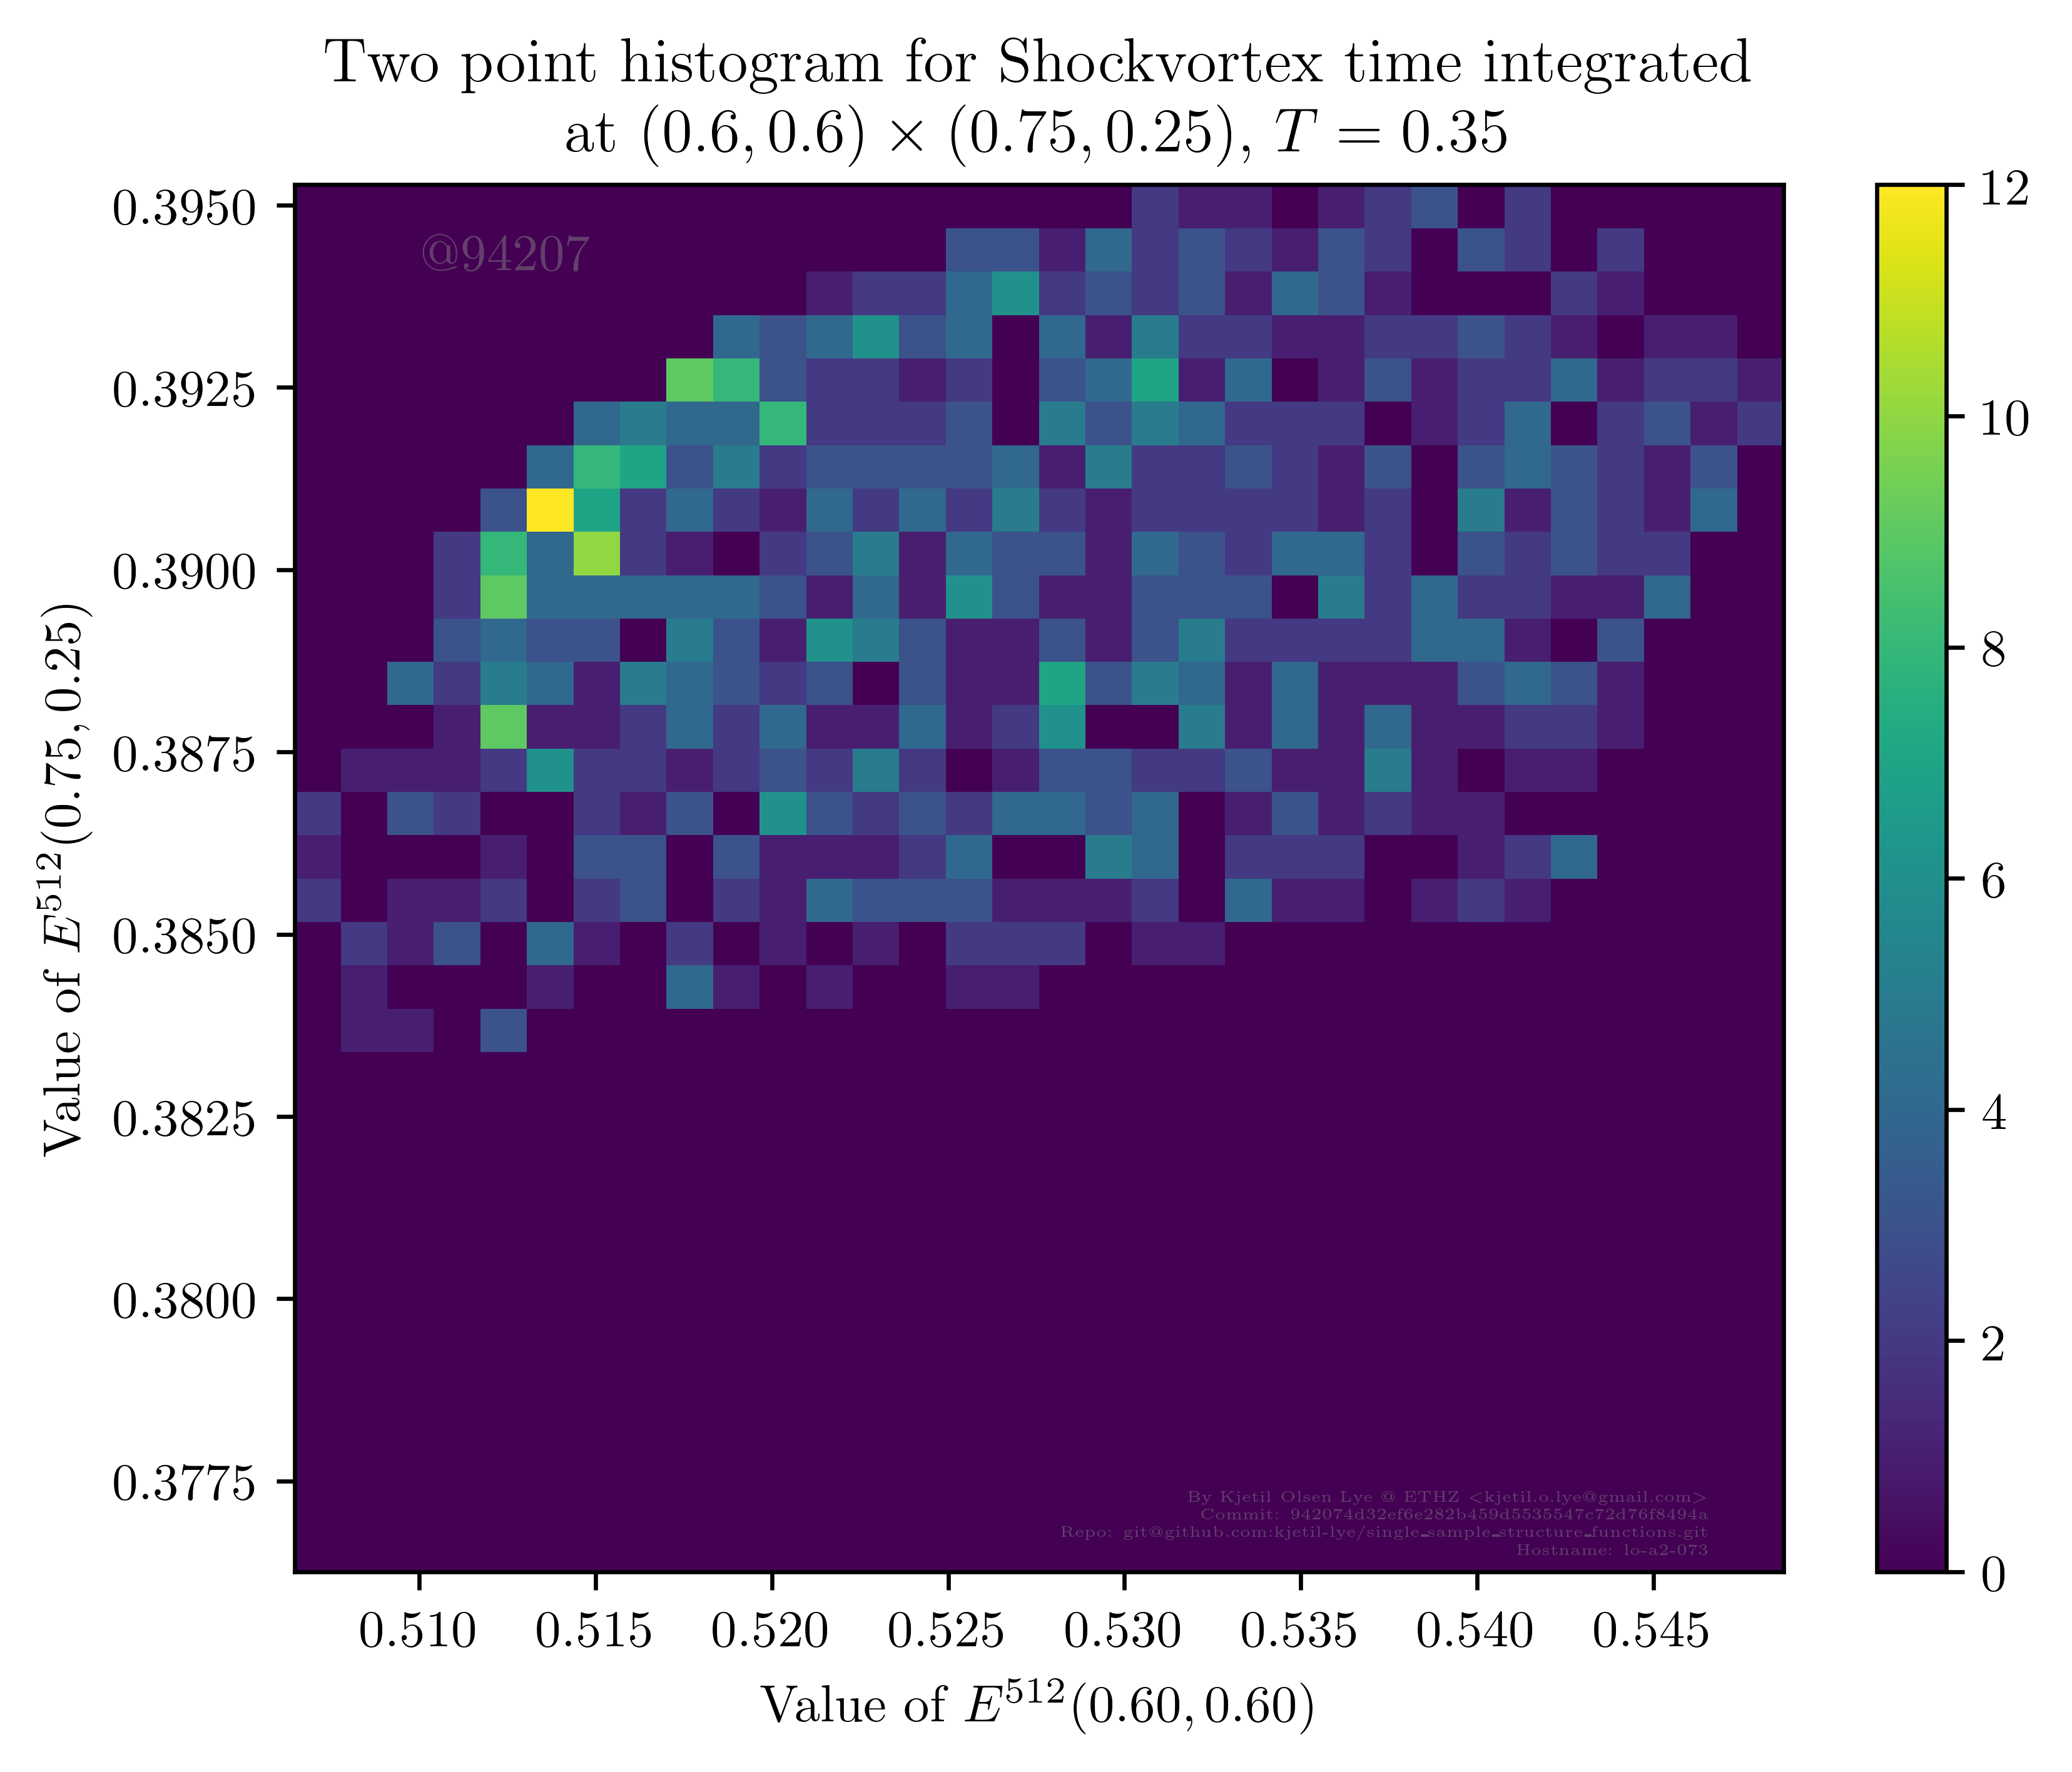 Two point histogram for Shockvortex time integrated
at (0.6, 0.6) × (0.75, 0.25), T = 0.35
@94207
0.3950
0.3925
0.3900
0.3875
0.3850
0.3825
0.3800
0.3775
Value of E^512(0.75, 0.25)
12
10
8
6
4
2
0
By Kjetil Olsen Lye @ ETHZ <kjetil.o.lye@gmail.com>
Commit: 942074d32ef6e282b459d5535547c72d76f8494a
Repo: git@github.com:kjetil-lye/single_sample_structure_functions.git
Hostname: lo-a2-073
0.510 0.515 0.520 0.525 0.530 0.535 0.540 0.545
Value of E^512(0.60, 0.60)